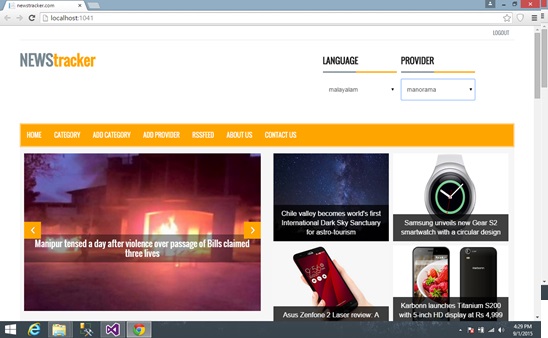 newstracker.com
localhost:1041
LOGOUT
NEWStracker
LANGUAGE
PROVIDER
malayalam
manorama
HOME
CATEGORY
ADD CATEGORY
ADD PROVIDER
RSSFEED
ABOUT US
CONTACT US
Manipur tensed a day after violence over passage of Bills claimed
three lives
Chile valley becomes world's first
International Dark Sky Sanctuary
for astro-tourism
Samsung unveils new Gear S2
smartwatch with a circular design
Asus Zenfone 2 Laser review: A
Karbonn launches Titanium S200
with 5-inch HD display at Rs 4,999
4:29 PM
9/1/2015